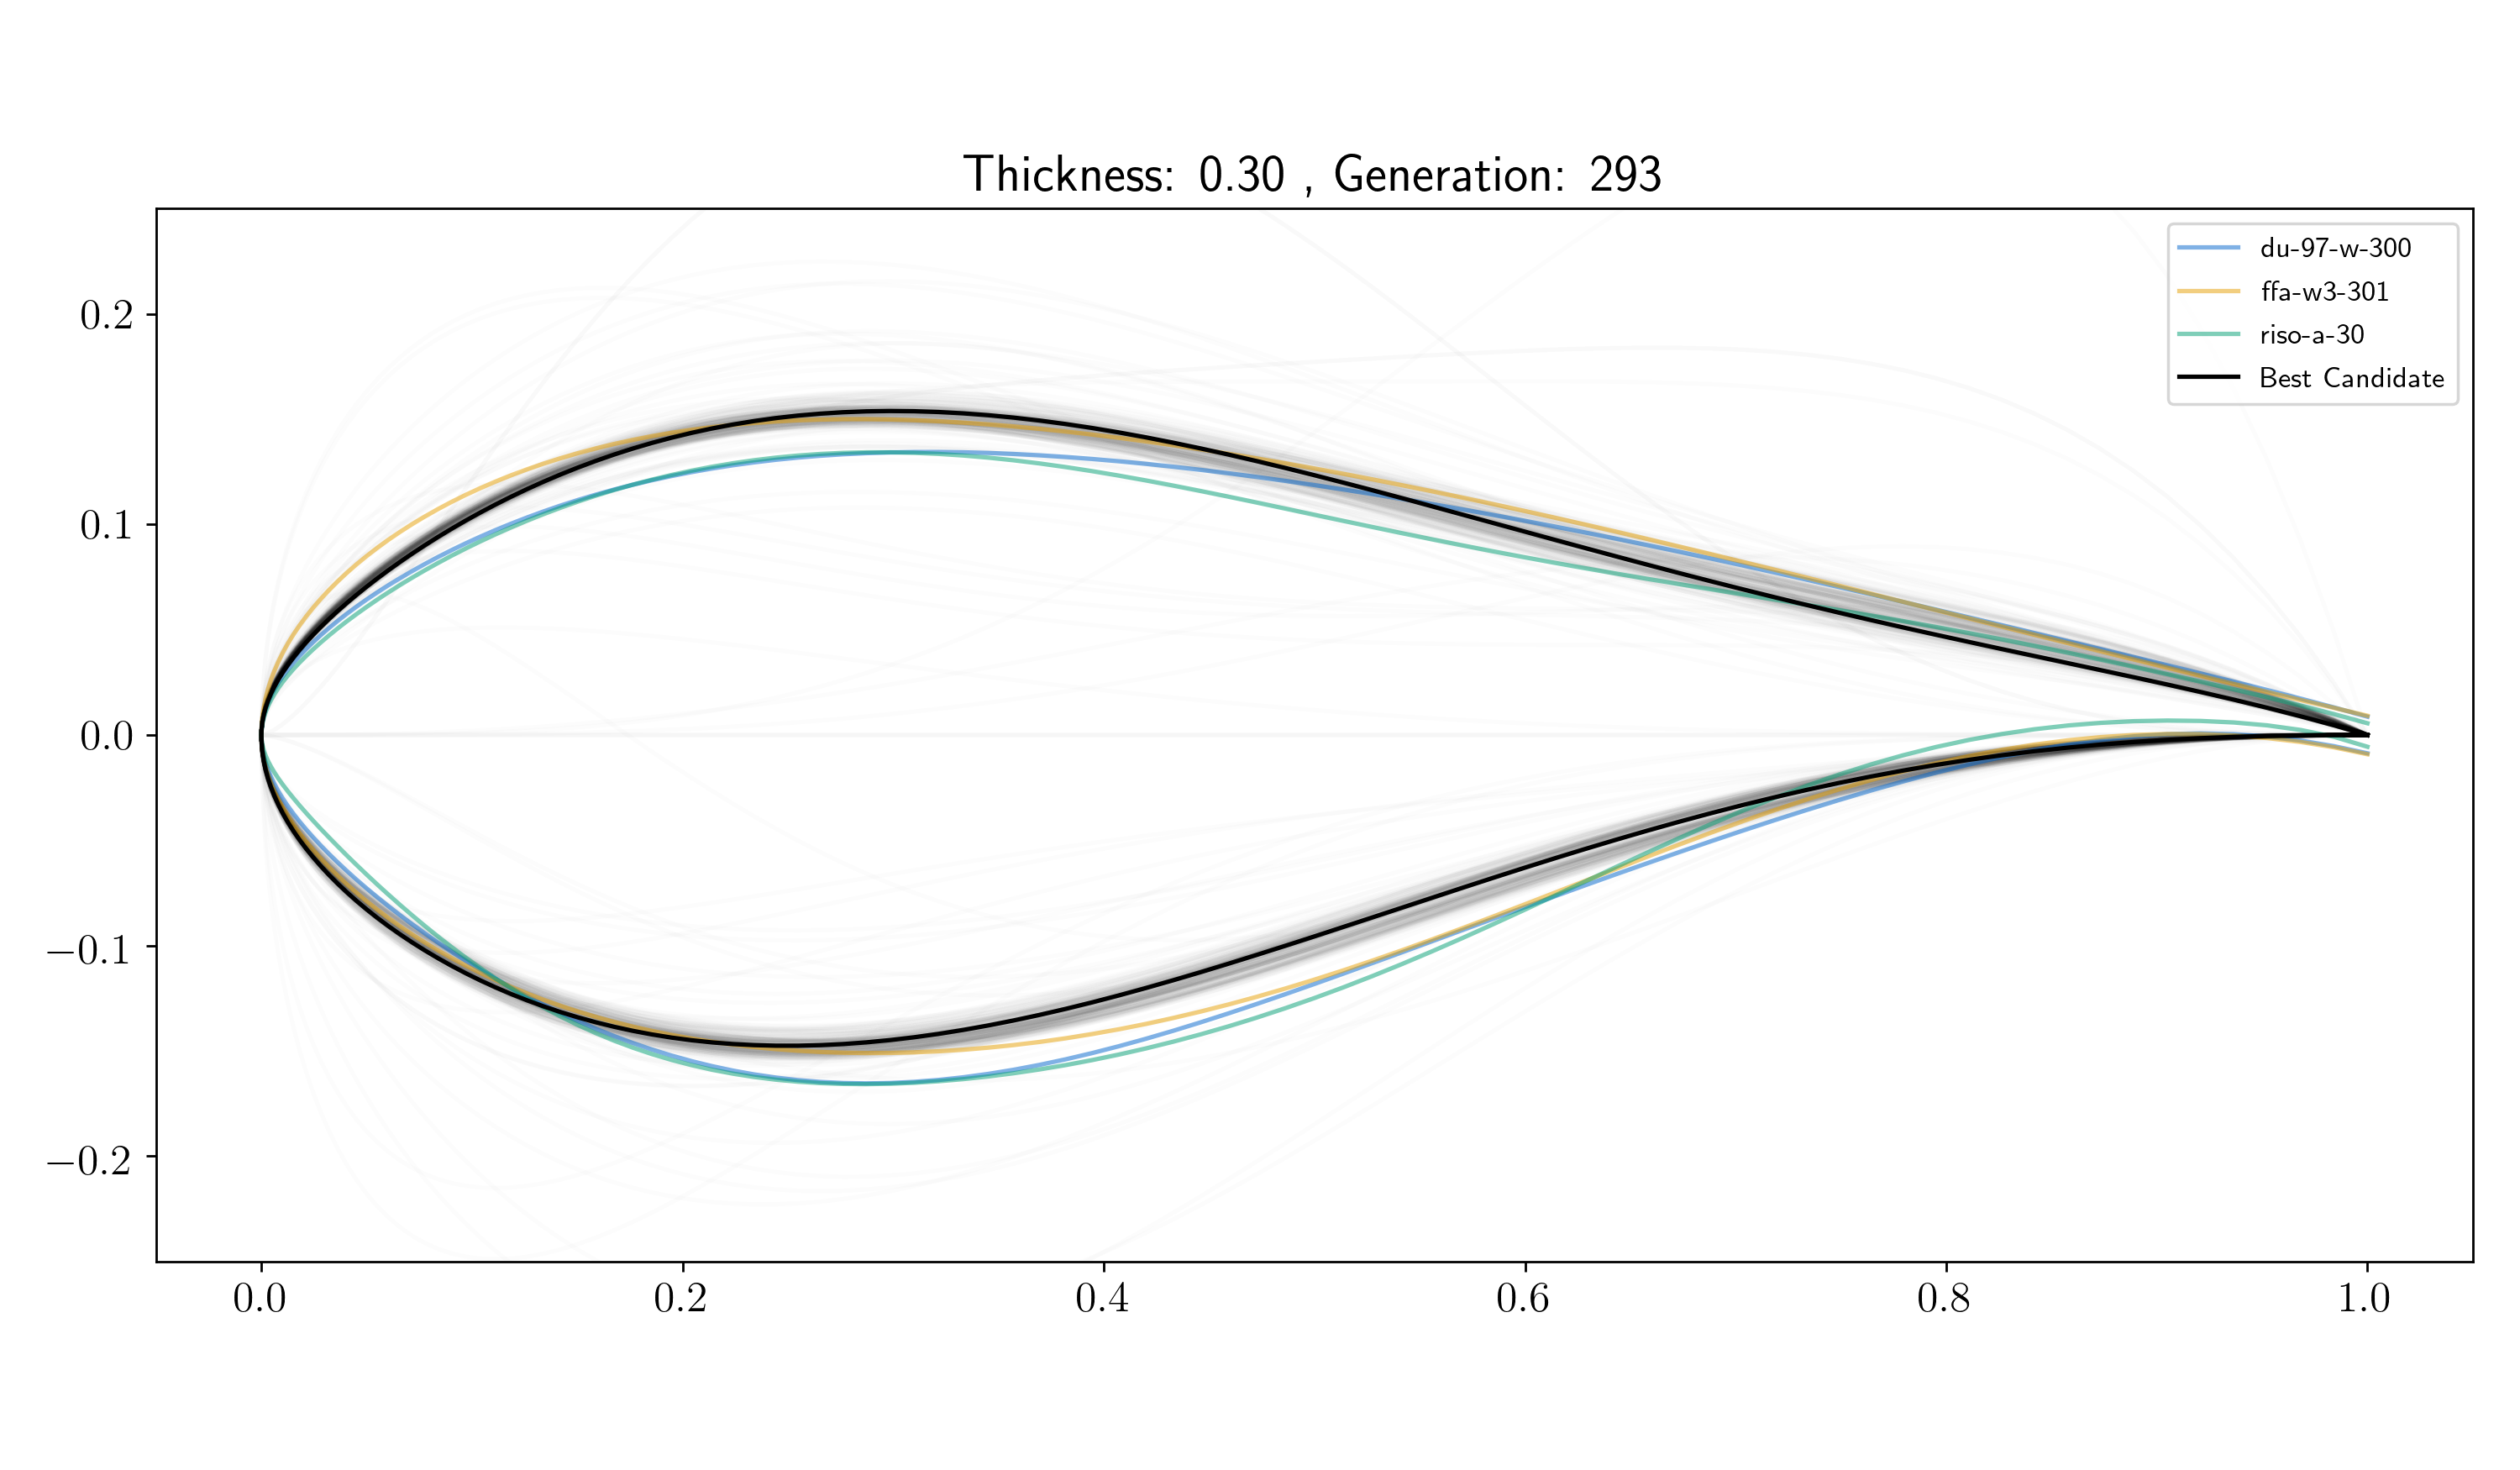 Thickness: 0.30 , Generation: 293
du-97-w-300
ffa-w3-301
riso-a-30
Best Candidate
0.2
0.1
0.0
−0.1
−0.2
0.0 0.2 0.4 0.6 0.8 1.0